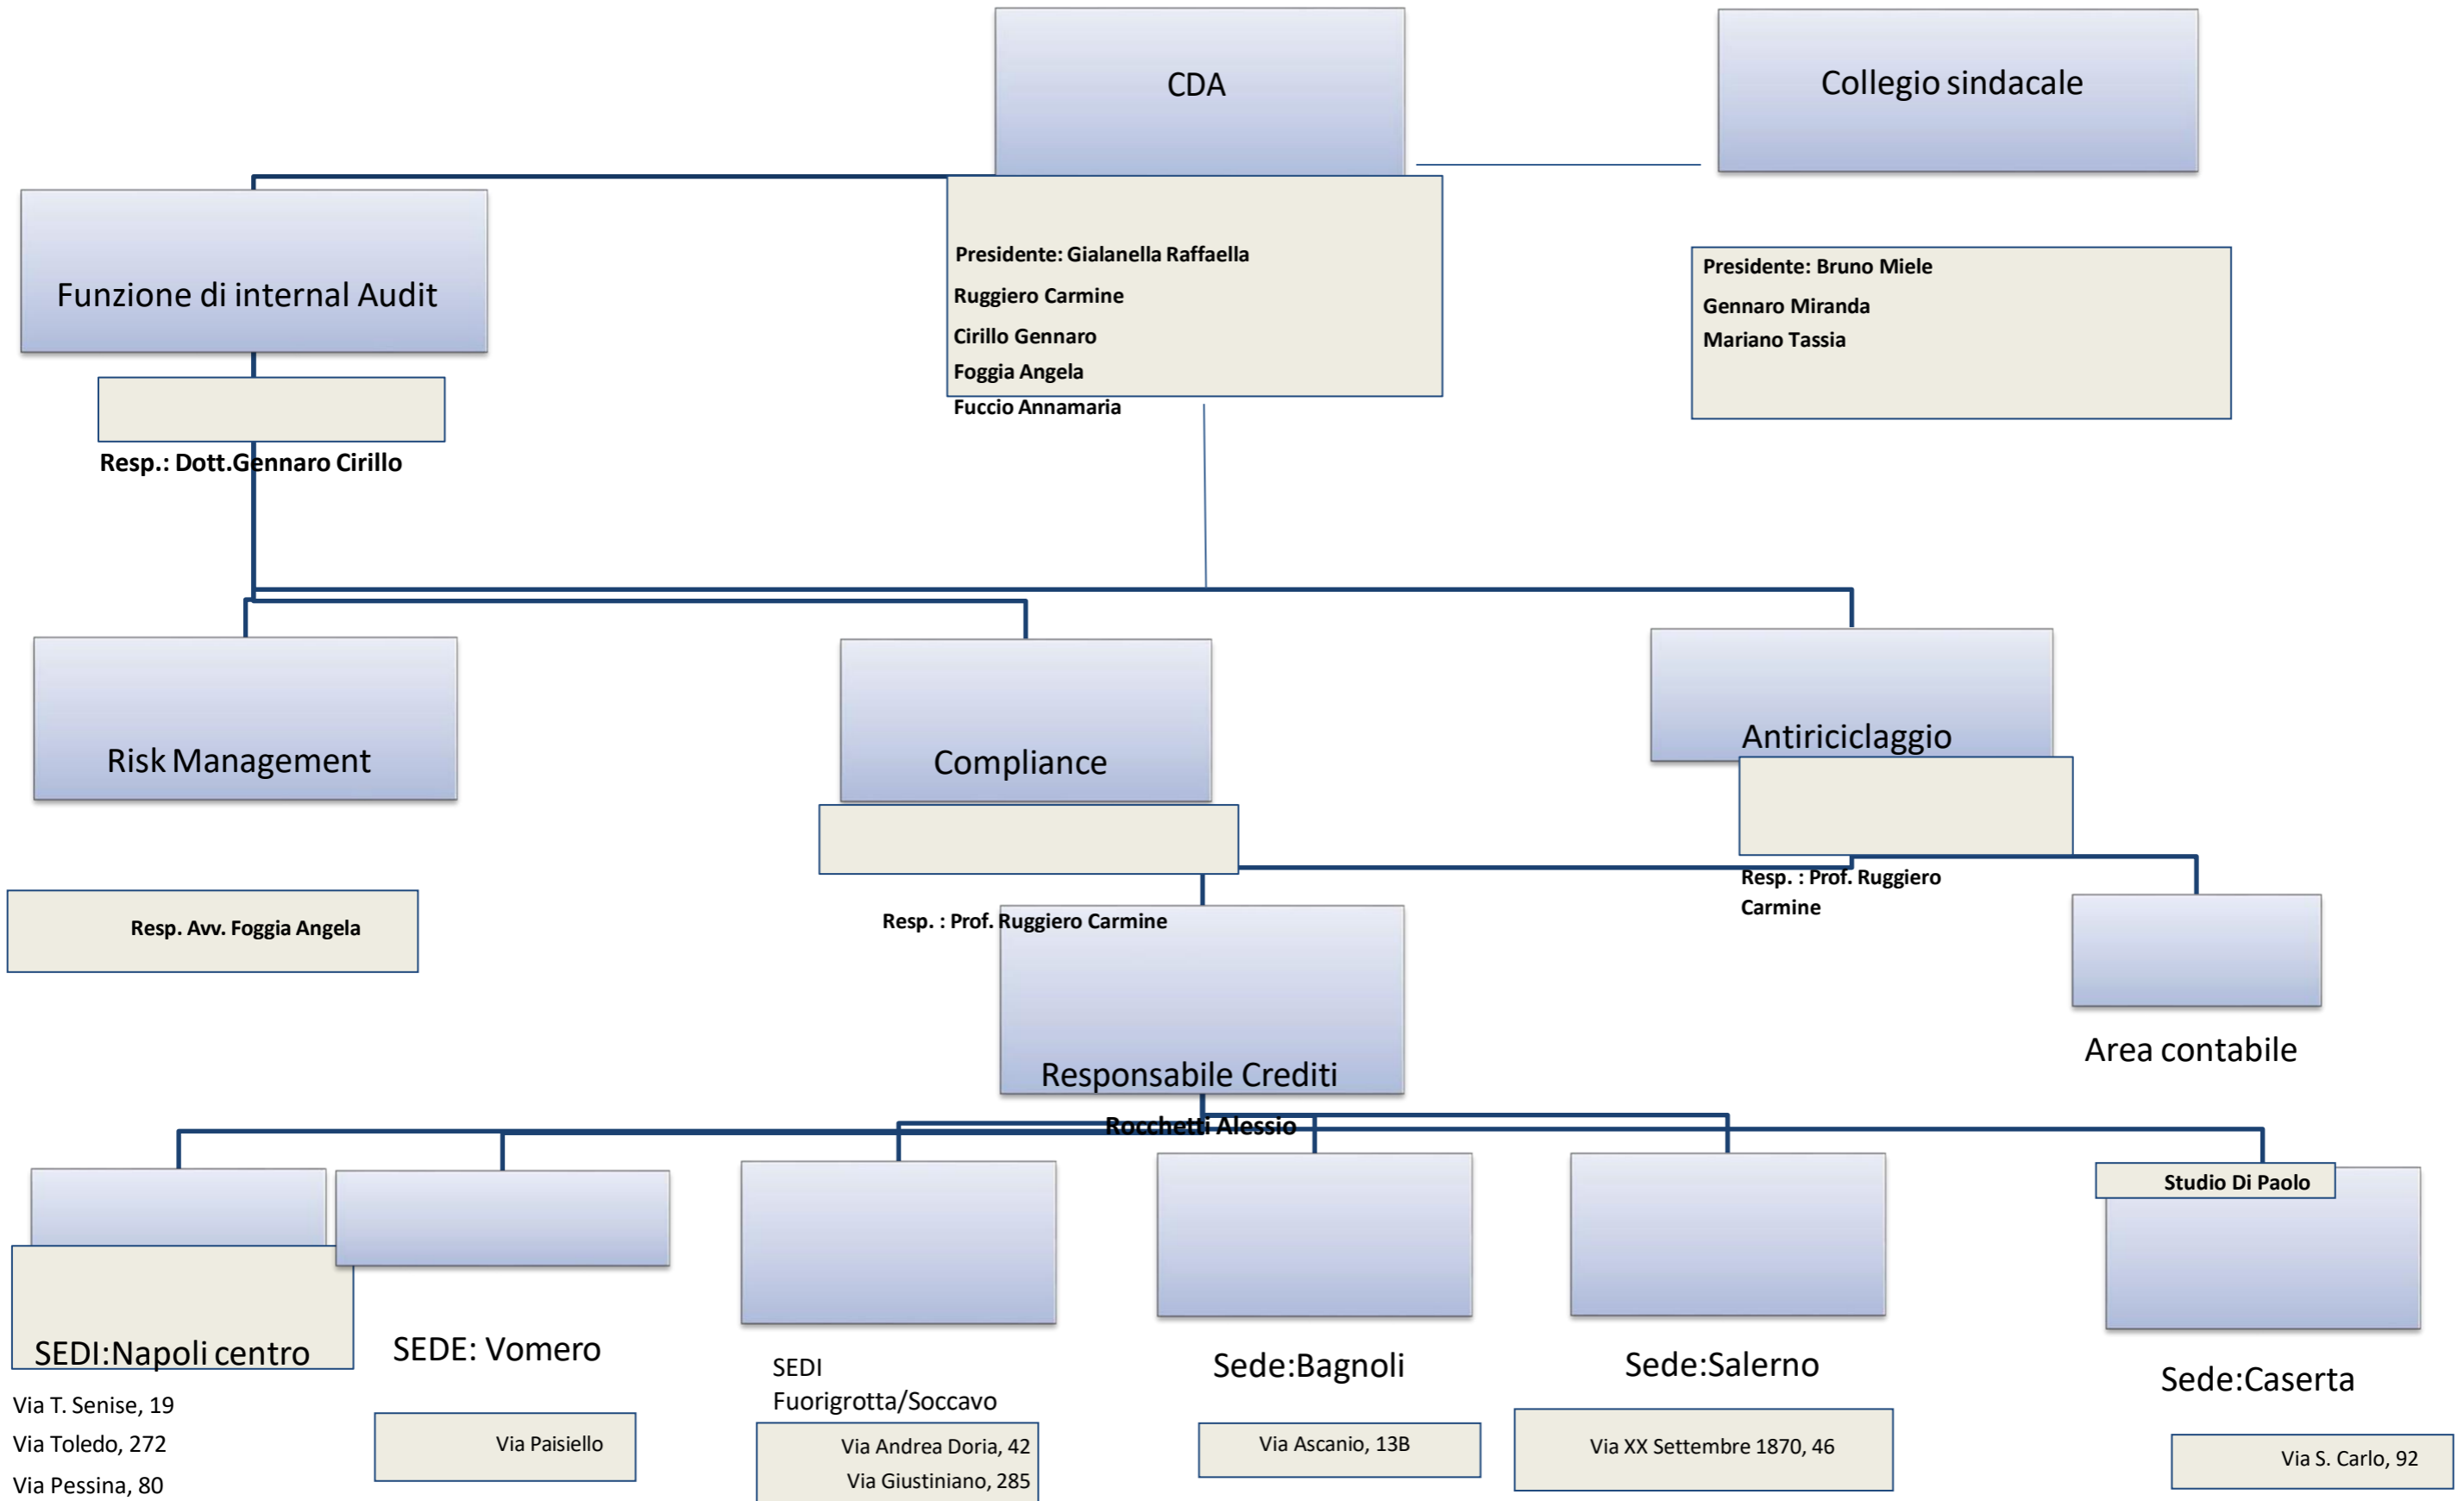 CDA
Collegio sindacale
Funzione di internal Audit
Presidente: Gialanella Raffaella
Ruggiero Carmine
Cirillo Gennaro
Foggia Angela
Fuccio Annamaria
Presidente: Bruno Miele
Gennaro Miranda
Mariano Tassia
Resp.: Dott.Gennaro Cirillo
Risk Management
Compliance
Antiriciclaggio
Resp. Avv. Foggia Angela
Resp. : Prof. Ruggiero Carmine
Resp. : Prof. Ruggiero
Carmine
Responsabile Crediti
Area contabile
Rocchetti Alessio
Studio Di Paolo
SEDI:Napoli centro
Via T. Senise, 19
Via Toledo, 272
Via Pessina, 80
SEDE: Vomero
Via Paisiello
SEDI
Fuorigrotta/Soccavo
Via Andrea Doria, 42
Via Giustiniano, 285
Sede:Bagnoli
Via Ascanio, 13B
Sede:Salerno
Via XX Settembre 1870, 46
Sede:Caserta
Via S. Carlo, 92